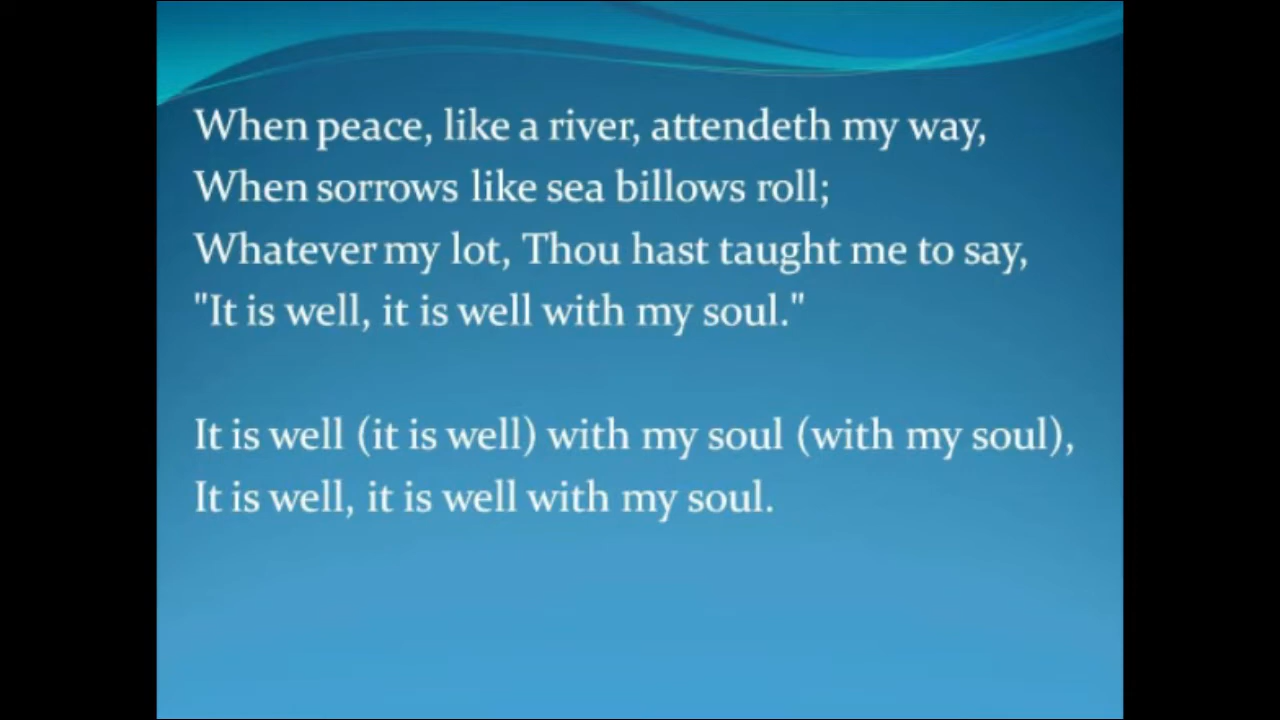 When peace, like a river, attendeth my way,
When sorrows like sea billows roll;
Whatever my lot, Thou hast taught me to say,
"It is well, it is well with my soul."
It is well (it is well) with my soul (with my soul),
It is well, it is well with my soul.